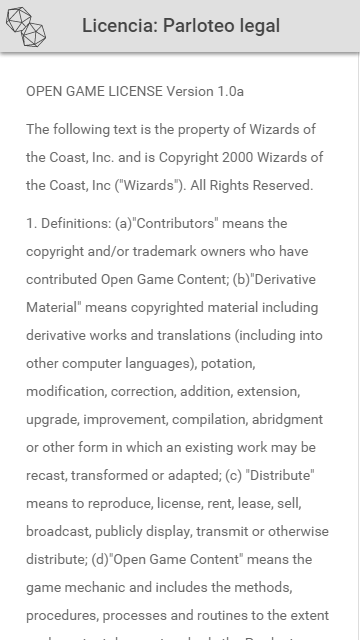 Licencia: Parloteo legal
OPEN GAME LICENSE Version 1.0a
The following text is the property of Wizards of
the Coast, Inc. and is Copyright 2000 Wizards of
the Coast, Inc ("Wizards"). All Rights Reserved.
1. Definitions: (a)"Contributors" means the
copyright and/or trademark owners who have
contributed Open Game Content; (b)"Derivative
Material" means copyrighted material including
derivative works and translations (including into
other computer languages), potation,
modification, correction, addition, extension,
upgrade, improvement, compilation, abridgment
or other form in which an existing work may be
recast, transformed or adapted; (c) "Distribute"
means to reproduce, license, rent, lease, sell,
broadcast, publicly display, transmit or otherwise
distribute; (d)"Open Game Content" means the
game mechanic and includes the methods,
procedures, processes and routines to the extent